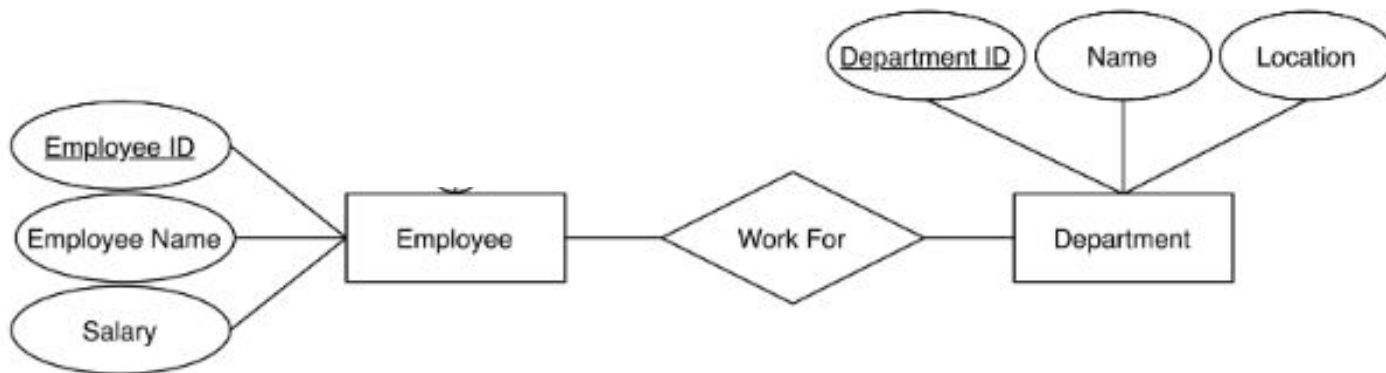 Department ID
Name
Location
Employee ID
Employee Name
Salary
Employee
Work For
Department